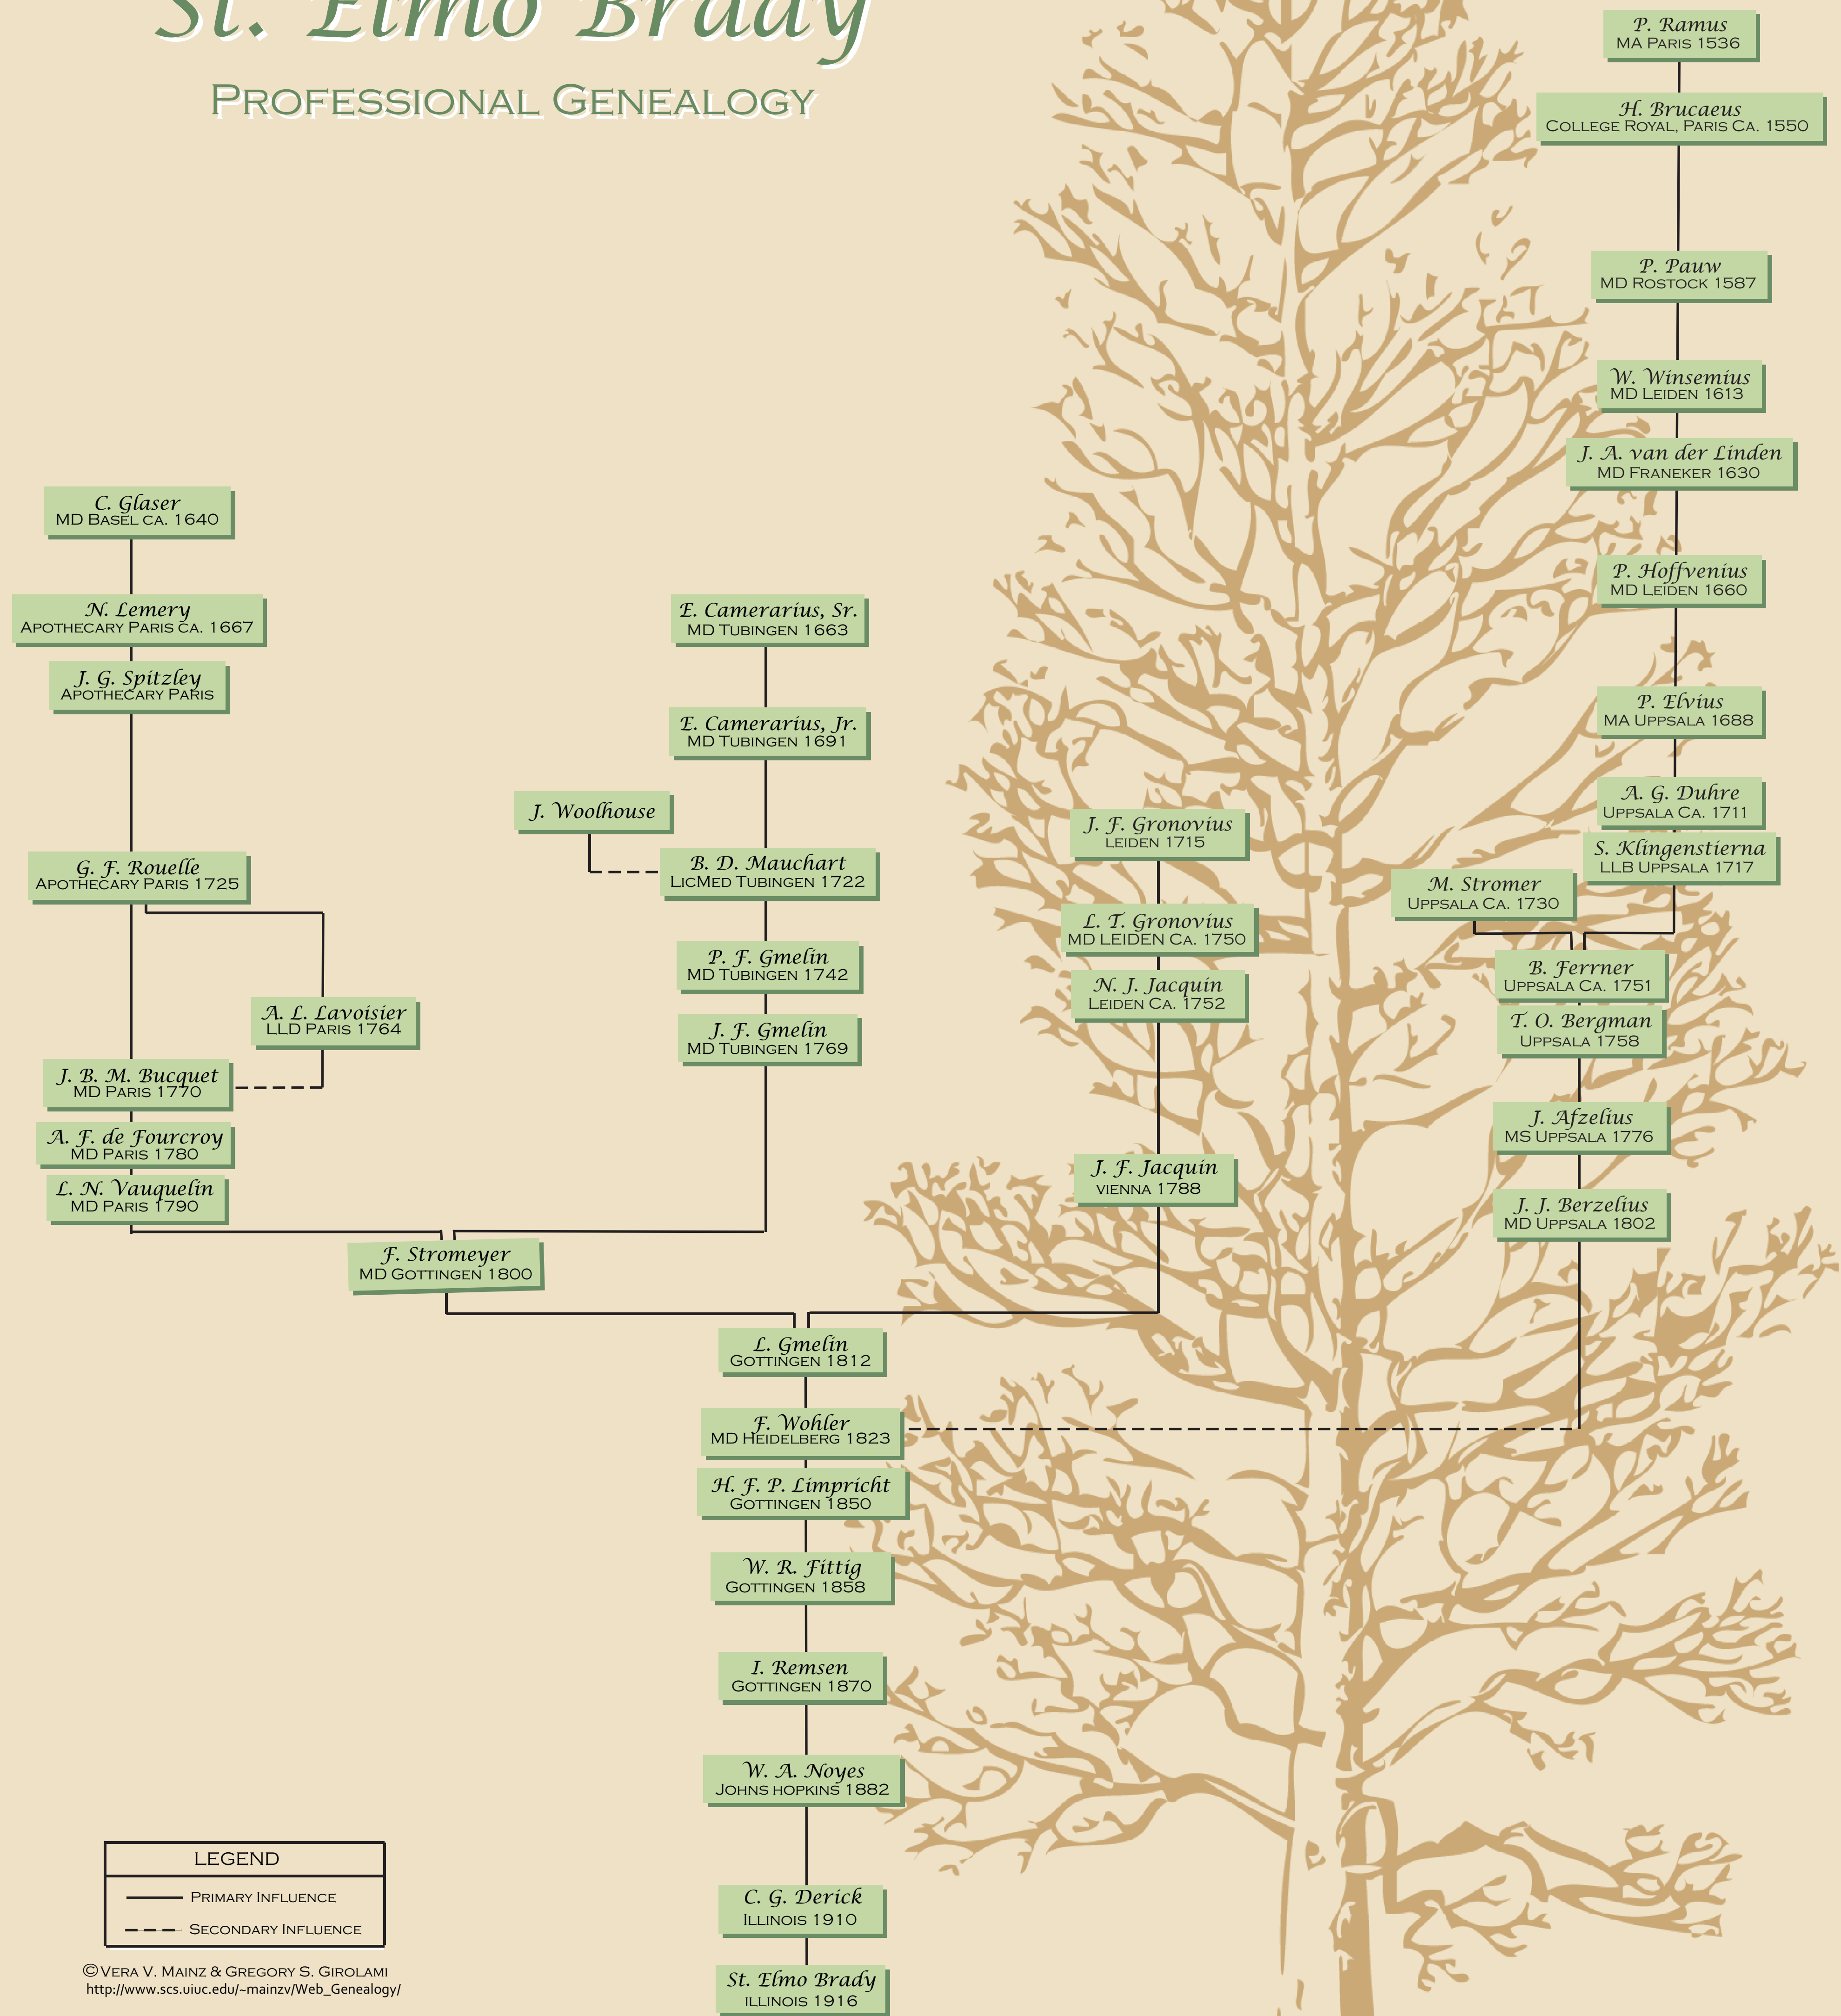 St. Elmo Brady
Professional Genealogy
P. Ramus
MA Paris 1536
H. Brucaeus
College Royal, Paris Ca. 1550
P. Pauw
MD Rostock 1587
W. Winsemius
MD Leiden 1613
J. A. van der Linden
MD Franeker 1630
P. Hoffvenius
MD Leiden 1660
P. Elvius
MA Uppsala 1688
A. G. Duhre
Uppsala Ca. 1711
S. Klingenstierna
LLB Uppsala 1717
M. Stromer
Uppsala Ca. 1730
B. Ferrner
Uppsala Ca. 1751
T. O. Bergman
Uppsala 1758
J. Afzelius
MS Uppsala 1776
J. J. Berzelius
MD Uppsala 1802
C. Glaser
MD Basel ca. 1640
N. Lemery
Apothecary Paris ca. 1667
J. G. Spitzley
Apothecary Paris
G. F. Rouelle
Apothecary Paris 1725
A. L. Lavoisier
LLD Paris 1764
J. B. M. Bucquet
MD Paris 1770
A. F. de Fourcroy
MD Paris 1780
L. N. Vauquelin
MD Paris 1790
E. Camerarius, Sr.
MD Tubingen 1663
E. Camerarius, Jr.
MD Tubingen 1691
J. Woolhouse
B. D. Mauchart
LicMed Tubingen 1722
P. F. Gmelin
MD Tubingen 1742
J. F. Gmelin
MD Tubingen 1769
J. F. Gronovius
Leiden 1715
L. T. Gronovius
MD LEIDEN Ca. 1750
N. J. Jacquin
Leiden Ca. 1752
J. F. Jacquin
vienna 1788
F. Stromeyer
MD Gottingen 1800
L. Gmelin
Gottingen 1812
F. Wohler
MD Heidelberg 1823
H. F. P. Limpricht
Gottingen 1850
W. R. Fittig
Gottingen 1858
I. Remsen
Gottingen 1870
W. A. Noyes
Johns hopkins 1882
C. G. Derick
Illinois 1910
St. Elmo Brady
illinois 1916
LEGEND
Primary Influence
Secondary Influence
©Vera V. Mainz & Gregory S. Girolami
http://www.scs.uiuc.edu/~mainzv/Web_Genealogy/